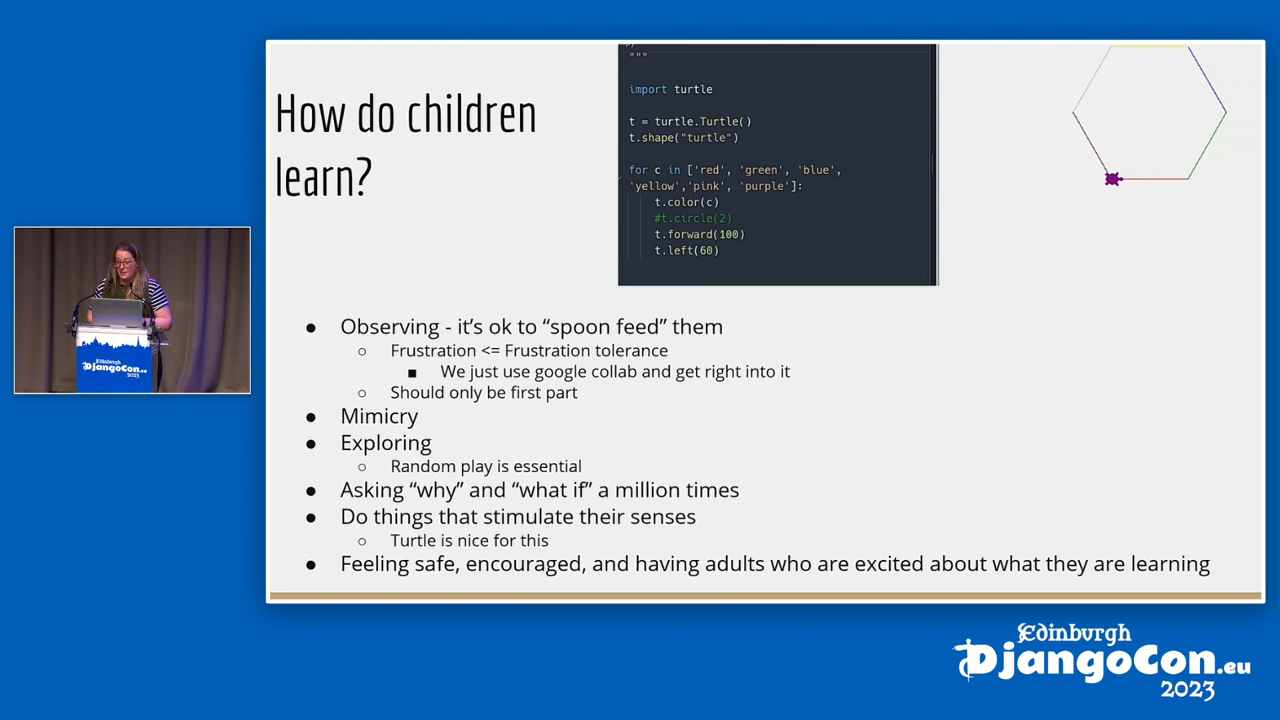 How do children
learn?
"""
import turtle
t = turtle.Turtle()
t.shape("turtle")
for c in ['red', 'green', 'blue',
'yellow','pink', 'purple']:
t.color(c)
#t.circle(2)
t.forward(100)
t.left(60)
● Observing - it’s ok to “spoon feed” them
○ Frustration <= Frustration tolerance
■ We just use google collab and get right into it
○ Should only be first part
● Mimicry
● Exploring
○ Random play is essential
● Asking “why” and “what if” a million times
● Do things that stimulate their senses
○ Turtle is nice for this
● Feeling safe, encouraged, and having adults who are excited about what they are learning
Edinburgh
DjangoCon.eu
2023
Edinburgh
DjangoCon.eu
2023